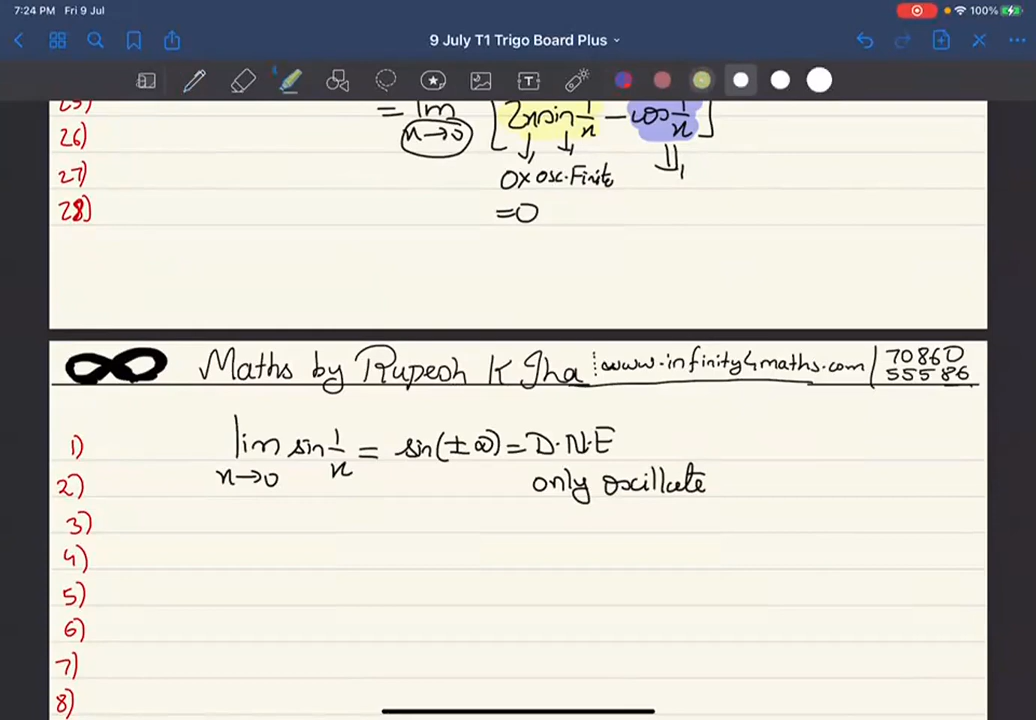 7:24 PM Fri 9 Jul 100%
9 July T1 Trigo Board Plus
25)
= lim [2x sin 1/x - cos 1/x]
26) x→0
27) 0 x osc. Finite
28) = 0
Maths by Rupesh K Jha www.infinity4maths.com / 70860 55586
1) lim sin 1/x = sin(±∞) = D.N.E
2) x→0 only oscillate
3)
4)
5)
6)
7)
8)